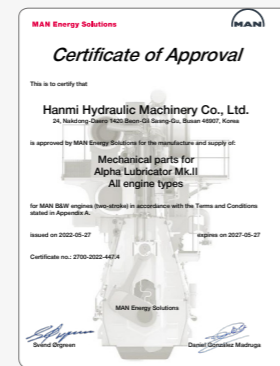 MAN Energy Solutions
MAN
Certificate of Approval
This is to certify that
Hanmi Hydraulic Machinery Co., Ltd.
24, Nakdong-Daero 1420 Beon-Gil Sasang-Gu, Busan 46907, Korea
is approved by MAN Energy Solutions for the manufacture and supply of:
Mechanical parts for
Alpha Lubricator Mk.II
All engine types
for MAN B&W engines (two-stroke) in accordance with the Terms and Conditions
stated in Appendix A.
issued on 2022-05-27 expires on 2027-05-27
Certificate no.: 2700-2022-447.4
MAN Energy Solutions
Svend Ørgreen Daniel González Madruga